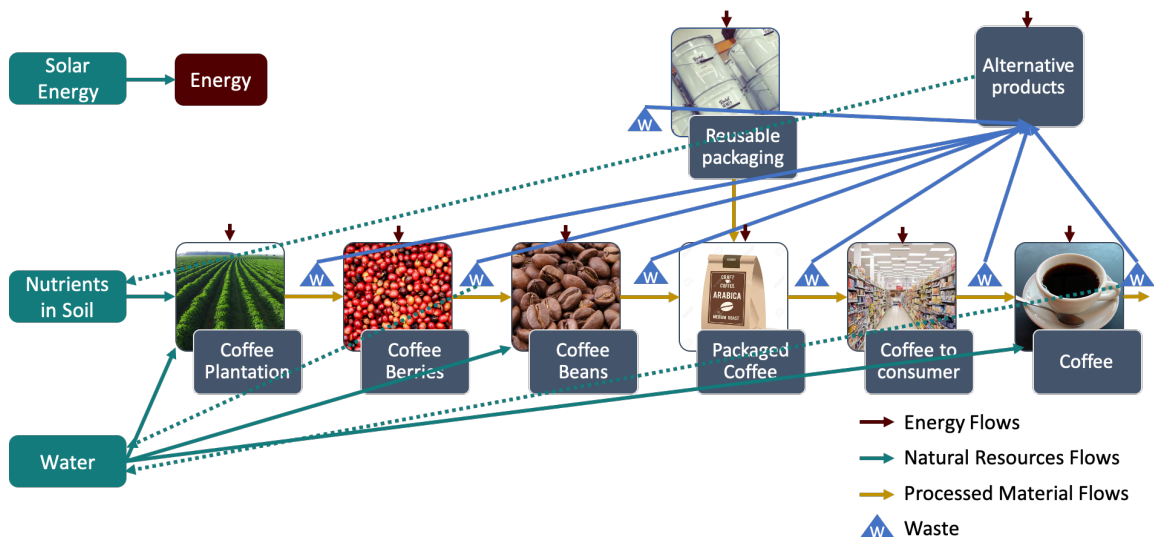 Solar
Energy
Energy
Alternative
products
W
Reusable
packaging
Nutrients
in Soil
W
W
W
CRAFT
COFFEE
ARABICA
MEDIUM ROAST
W
W
W
Coffee
Plantation
Coffee
Berries
Coffee
Beans
Packaged
Coffee
Coffee to
consumer
Coffee
Water
Energy Flows
Natural Resources Flows
Processed Material Flows
W
Waste